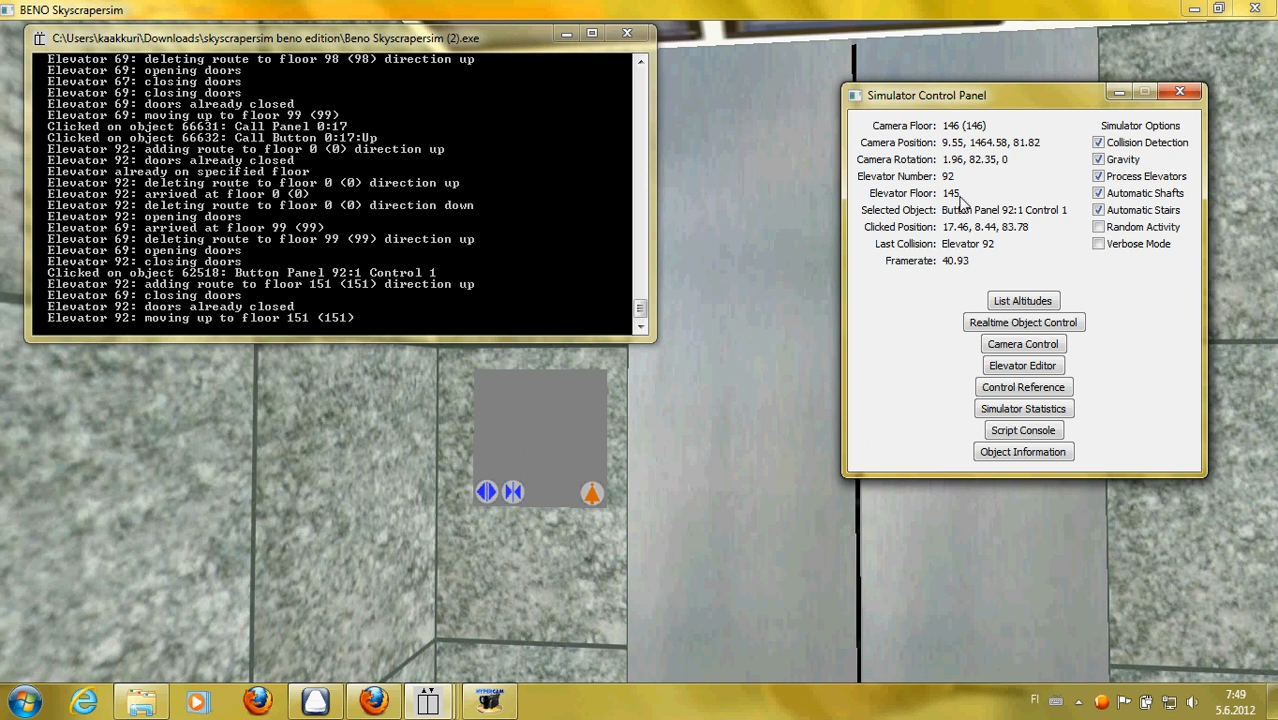 BENO Skyscrapersim
C:\Users\kaakkuri\Downloads\skyscrapersim beno edition\Beno Skyscrapersim (2).exe
Elevator 69: deleting route to floor 98 (98) direction up
Elevator 69: opening doors
Elevator 67: closing doors
Elevator 69: closing doors
Elevator 69: doors already closed
Elevator 69: moving up to floor 99 (99)
Clicked on object 66631: Call Panel 0:17
Clicked on object 66632: Call Button 0:17:Up
Elevator 92: adding route to floor 0 (0) direction up
Elevator 92: doors already closed
Elevator already on specified floor
Elevator 92: deleting route to floor 0 (0) direction up
Elevator 92: arrived at floor 0 (0)
Elevator 92: deleting route to floor 0 (0) direction down
Elevator 92: opening doors
Elevator 69: arrived at floor 99 (99)
Elevator 69: deleting route to floor 99 (99) direction up
Elevator 69: opening doors
Elevator 92: closing doors
Clicked on object 62518: Button Panel 92:1 Control 1
Elevator 92: adding route to floor 151 (151) direction up
Elevator 69: closing doors
Elevator 92: doors already closed
Elevator 92: moving up to floor 151 (151)
Simulator Control Panel
Camera Floor: 146 (146)
Camera Position: 9.55, 1464.58, 81.82
Camera Rotation: 1.96, 82.35, 0
Elevator Number: 92
Elevator Floor: 145
Selected Object: Button Panel 92:1 Control 1
Clicked Position: 17.46, 8.44, 83.78
Last Collision: Elevator 92
Framerate: 40.93
Simulator Options
Collision Detection
Gravity
Process Elevators
Automatic Shafts
Automatic Stairs
Random Activity
Verbose Mode
List Altitudes
Realtime Object Control
Camera Control
Elevator Editor
Control Reference
Simulator Statistics
Script Console
Object Information
HYPERCAM
FI
7:49
5.6.2012